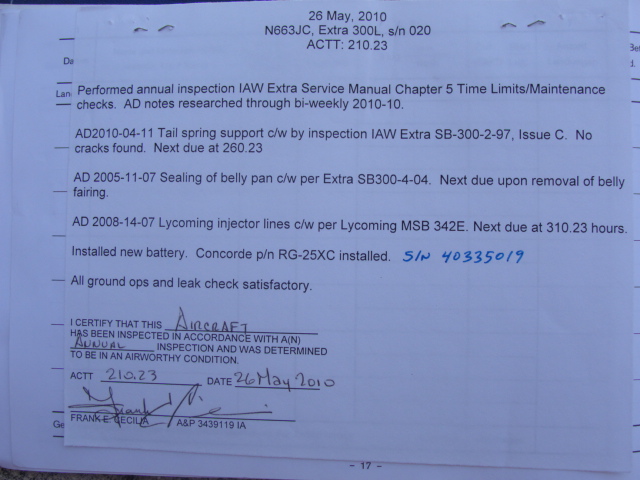 26 May, 2010
N663JC, Extra 300L, s/n 020
ACTT: 210.23
Da
Lan
Performed annual inspection IAW Extra Service Manual Chapter 5 Time Limits/Maintenance
checks. AD notes researched through bi-weekly 2010-10.
AD2010-04-11 Tail spring support c/w by inspection IAW Extra SB-300-2-97, Issue C. No
cracks found. Next due at 260.23
AD 2005-11-07 Sealing of belly pan c/w per Extra SB300-4-04. Next due upon removal of belly
fairing.
AD 2008-14-07 Lycoming injector lines c/w per Lycoming MSB 342E. Next due at 310.23 hours.
Installed new battery. Concorde p/n RG-25XC installed. S/N 40335019
All ground ops and leak check satisfactory.
I CERTIFY THAT THIS AIRCRAFT
HAS BEEN INSPECTED IN ACCORDANCE WITH A(N)
ANNUAL INSPECTION AND WAS DETERMINED
TO BE IN AN AIRWORTHY CONDITION.
ACTT 210.23 DATE 26 May 2010
FRANK E. CECILIA A&P 3439119 IA
Ge
- 17 -